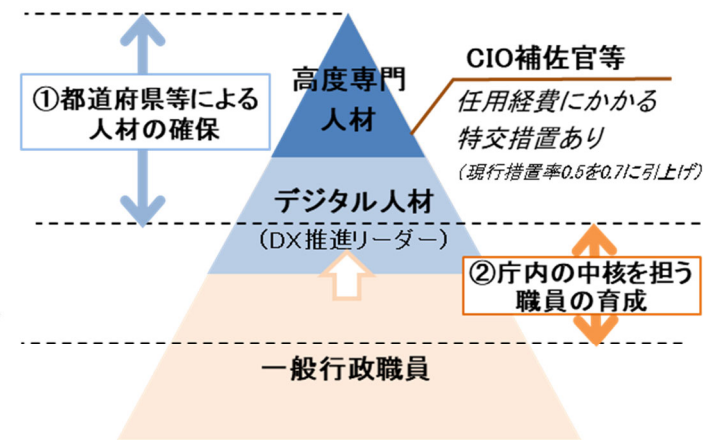 高度専門
人材
CIO補佐官等
任用経費にかかる
特交措置あり
（現行措置率0.5を0.7に引上げ）
①都道府県等による
人材の確保
デジタル人材
（DX推進リーダー）
②庁内の中核を担う
職員の育成
一般行政職員